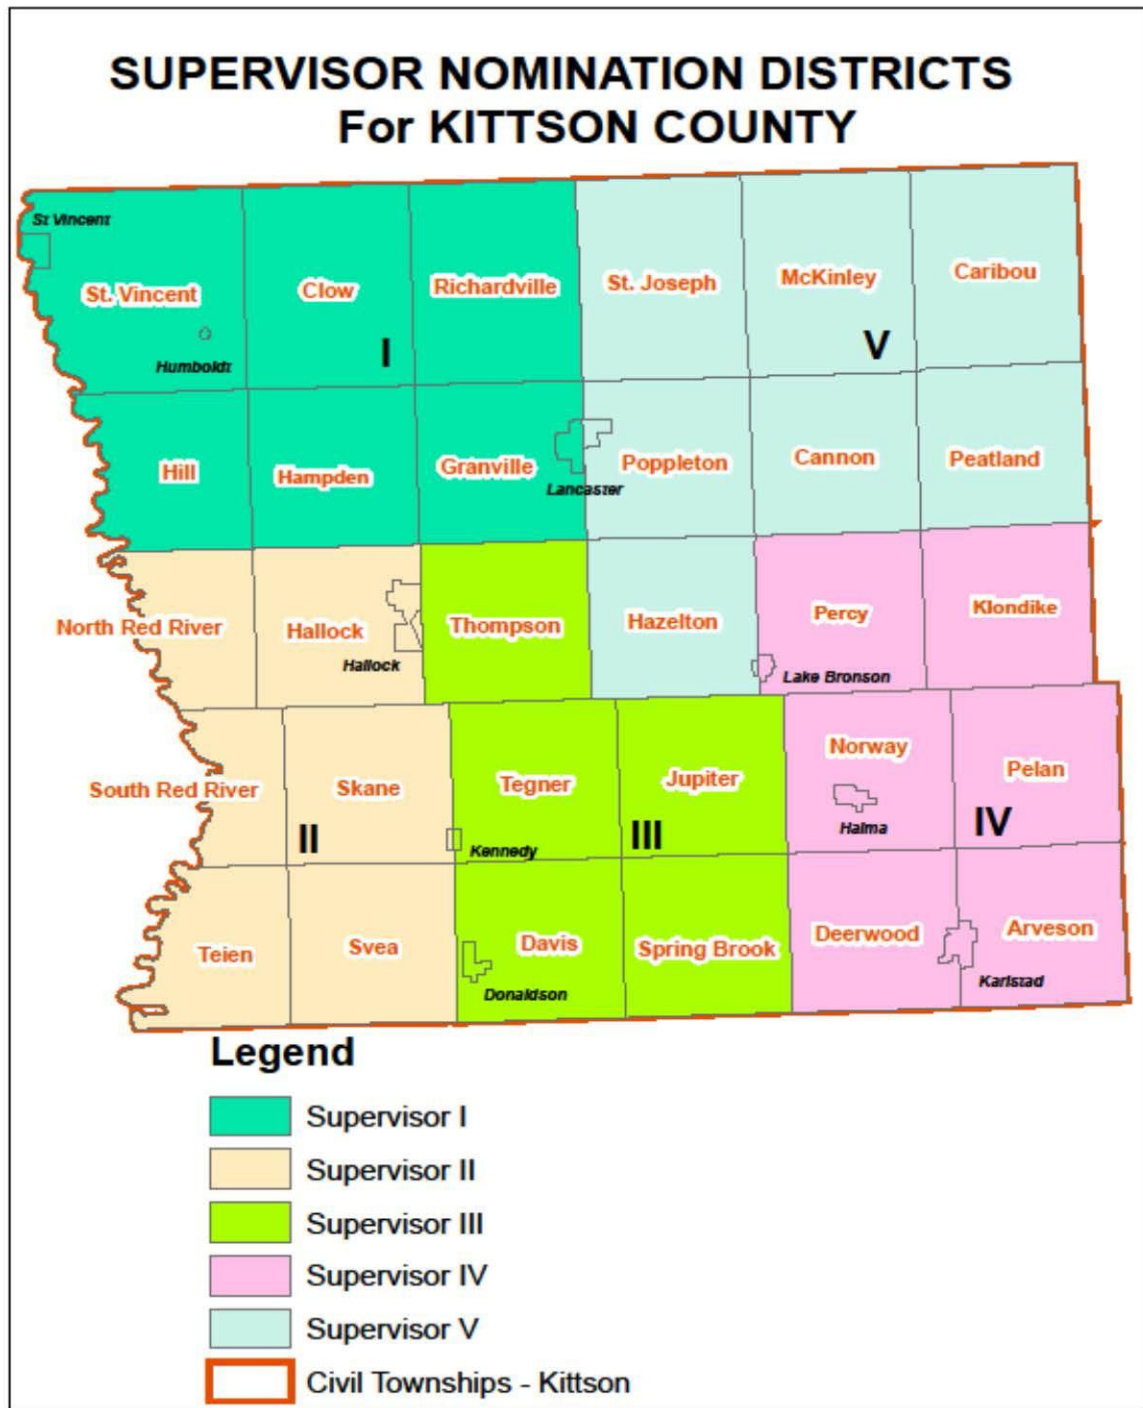 SUPERVISOR NOMINATION DISTRICTS
For KITTSON COUNTY
St Vincent
St. Vincent
Clow
Richardville
St. Joseph
McKinley
Caribou
Humboldt
I
V
Hill
Hampden
Granville
Lancaster
Poppleton
Cannon
Peatland
North Red River
Hallock
Hallock
Thompson
Hazelton
Percy
Lake Bronson
Klondike
South Red River
Skane
II
Tegner
Kennedy
Jupiter
III
Norway
Halma
Pelan
IV
Teien
Svea
Davis
Donaldson
Spring Brook
Deerwood
Arveson
Karlstad
Legend
Supervisor I
Supervisor II
Supervisor III
Supervisor IV
Supervisor V
Civil Townships - Kittson